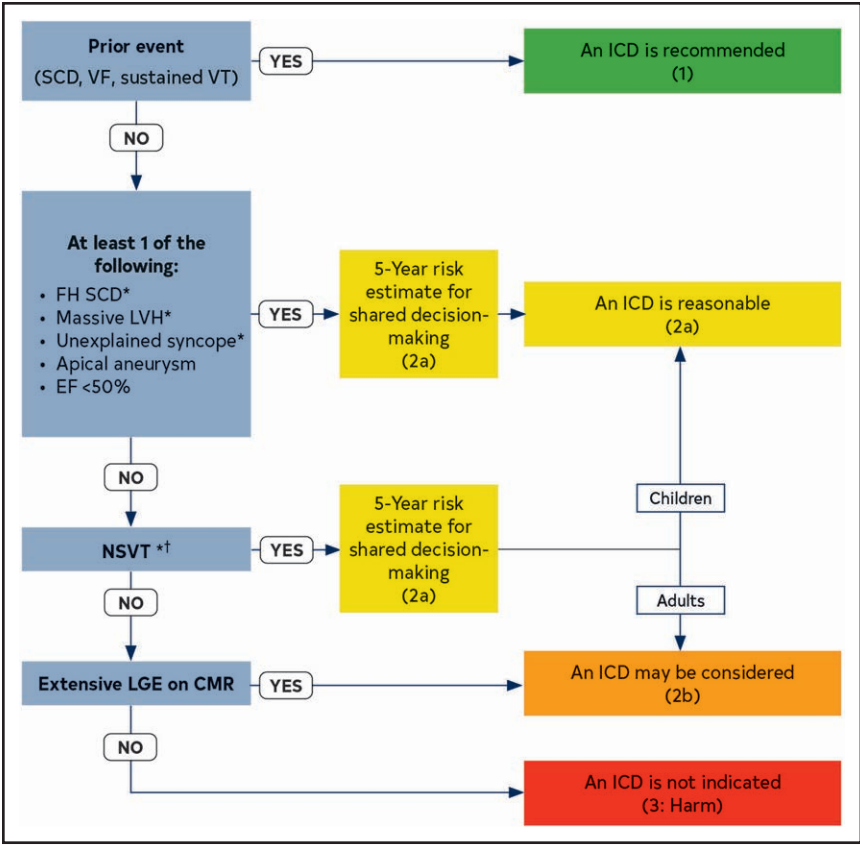 Prior event
(SCD, VF, sustained VT)
YES
An ICD is recommended
(1)
NO
At least 1 of the
following:
• FH SCD*
• Massive LVH*
• Unexplained syncope*
• Apical aneurysm
• EF <50%
YES
5-Year risk
estimate for
shared decision-
making
(2a)
An ICD is reasonable
(2a)
NO
Children
NSVT *†
YES
5-Year risk
estimate for
shared decision-
making
(2a)
Adults
NO
Extensive LGE on CMR
YES
An ICD may be considered
(2b)
NO
An ICD is not indicated
(3: Harm)